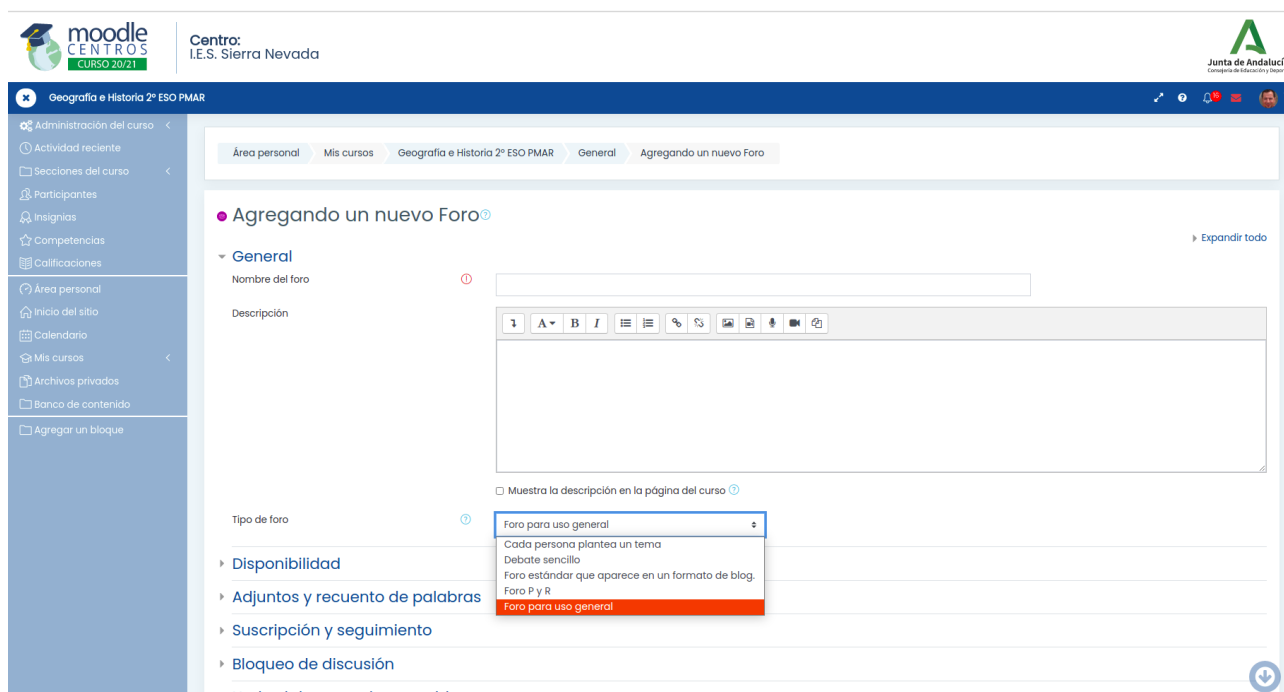 moodle
CENTROS
CURSO 20/21
Centro:
I.E.S. Sierra Nevada
Junta de Andalucí
Consejería de Educación y Depor
Geografía e Historia 2º ESO PMAR
16
Administración del curso
Actividad reciente
Secciones del curso
Participantes
Insignias
Competencias
Calificaciones
Área personal
Inicio del sitio
Calendario
Mis cursos
Archivos privados
Banco de contenido
Agregar un bloque
Área personal Mis cursos Geografía e Historia 2º ESO PMAR General Agregando un nuevo Foro
Agregando un nuevo Foro
Expandir todo
General
Nombre del foro
Descripción
A B I
Muestra la descripción en la página del curso
Tipo de foro
Foro para uso general
Cada persona plantea un tema
Debate sencillo
Foro estándar que aparece en un formato de blog.
Foro P y R
Foro para uso general
Disponibilidad
Adjuntos y recuento de palabras
Suscripción y seguimiento
Bloqueo de discusión